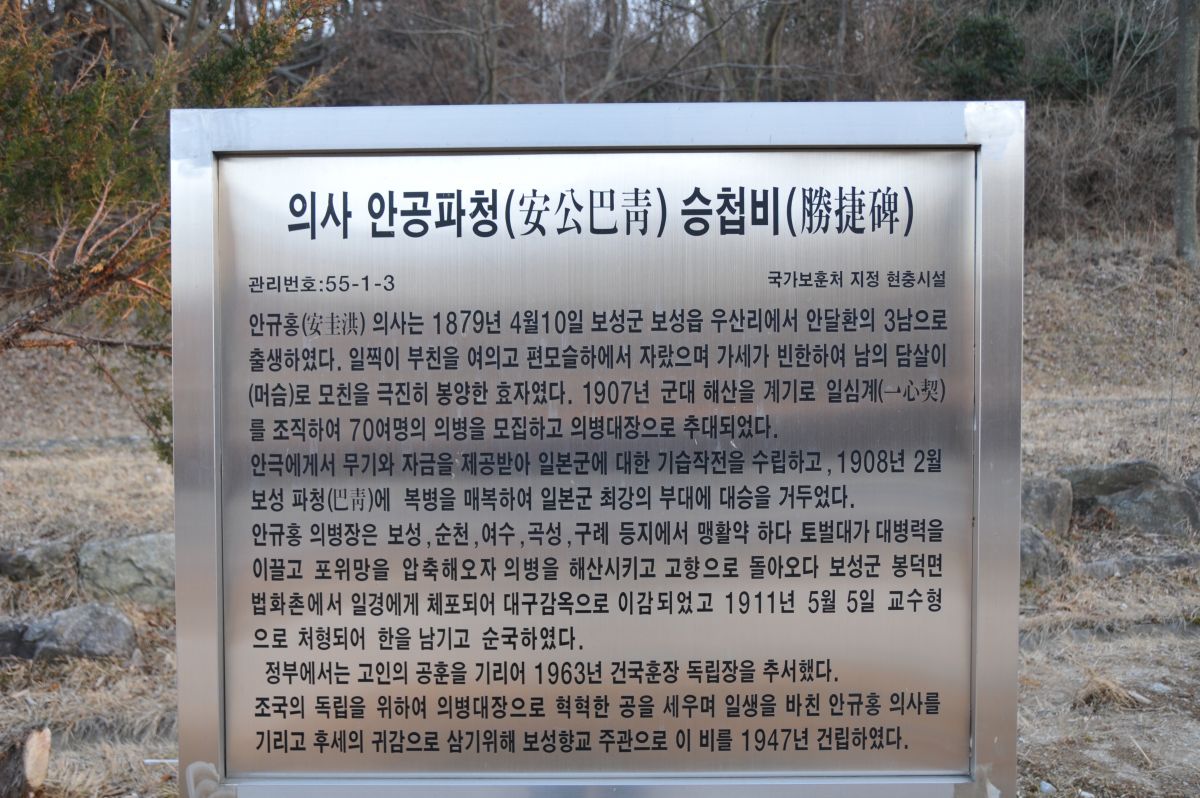 의사 안공파청(安公巴靑) 승첩비(勝捷碑)
관리번호:55-1-3
국가보훈처 지정 현충시설
안규홍(安圭洪) 의사는 1879년 4월10일 보성군 보성읍 우산리에서 안달환의 3남으로
출생하였다. 일찍이 부친을 여의고 편모슬하에서 자랐으며 가세가 빈한하여 남의 담살이
(머슴)로 모친을 극진히 봉양한 효자였다. 1907년 군대 해산을 계기로 일심계(一心契)
를 조직하여 70여명의 의병을 모집하고 의병대장으로 추대되었다.
안극에게서 무기와 자금을 제공받아 일본군에 대한 기습작전을 수립하고,1908년 2월
보성 파청(巴靑)에 복병을 매복하여 일본군 최강의 부대에 대승을 거두었다.
안규홍 의병장은 보성,순천,여수,곡성,구례 등지에서 맹활약 하다 토벌대가 대병력을
이끌고 포위망을 압축해오자 의병을 해산시키고 고향으로 돌아오다 보성군 봉덕면
법화촌에서 일경에게 체포되어 대구감옥으로 이감되었고 1911년 5월 5일 교수형
으로 처형되어 한을 남기고 순국하였다.
정부에서는 고인의 공훈을 기리어 1963년 건국훈장 독립장을 추서했다.
조국의 독립을 위하여 의병대장으로 혁혁한 공을 세우며 일생을 바친 안규홍 의사를
기리고 후세의 귀감으로 삼기위해 보성향교 주관으로 이 비를 1947년 건립하였다.